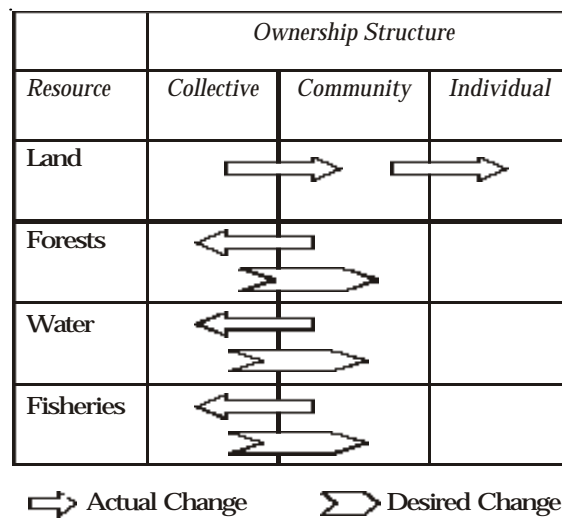 Ownership Structure
Resource Collective Community Individual
Land
Forests
Water
Fisheries
Actual Change Desired Change